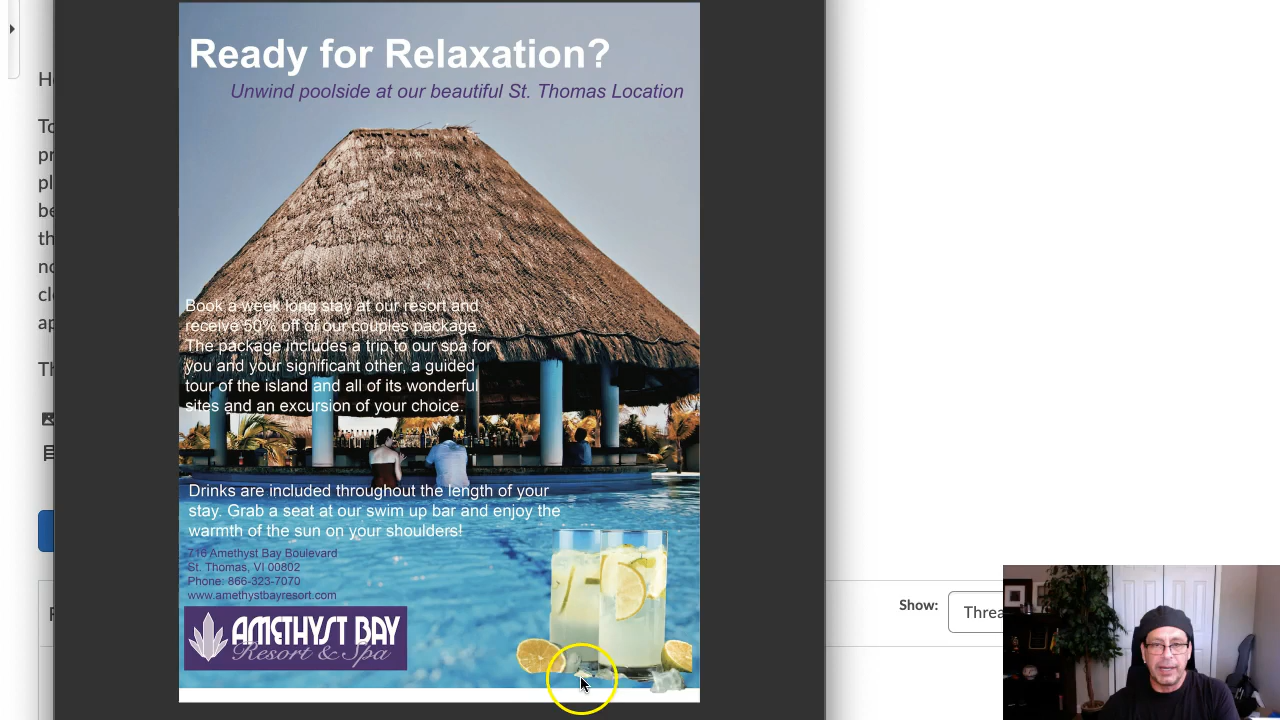 Ready for Relaxation?
Unwind poolside at our beautiful St. Thomas Location
Book a week long stay at our resort and
receive 50% off of our couples package.
The package includes a trip to our spa for
you and your significant other, a guided
tour of the island and all of its wonderful
sites and an excursion of your choice.
Drinks are included throughout the length of your
stay. Grab a seat at our swim up bar and enjoy the
warmth of the sun on your shoulders!
716 Amethyst Bay Boulevard
St. Thomas, VI 00802
Phone: 866-323-7070
www.amethystbayresort.com
AMETHYST BAY
Resort & Spa
Show: